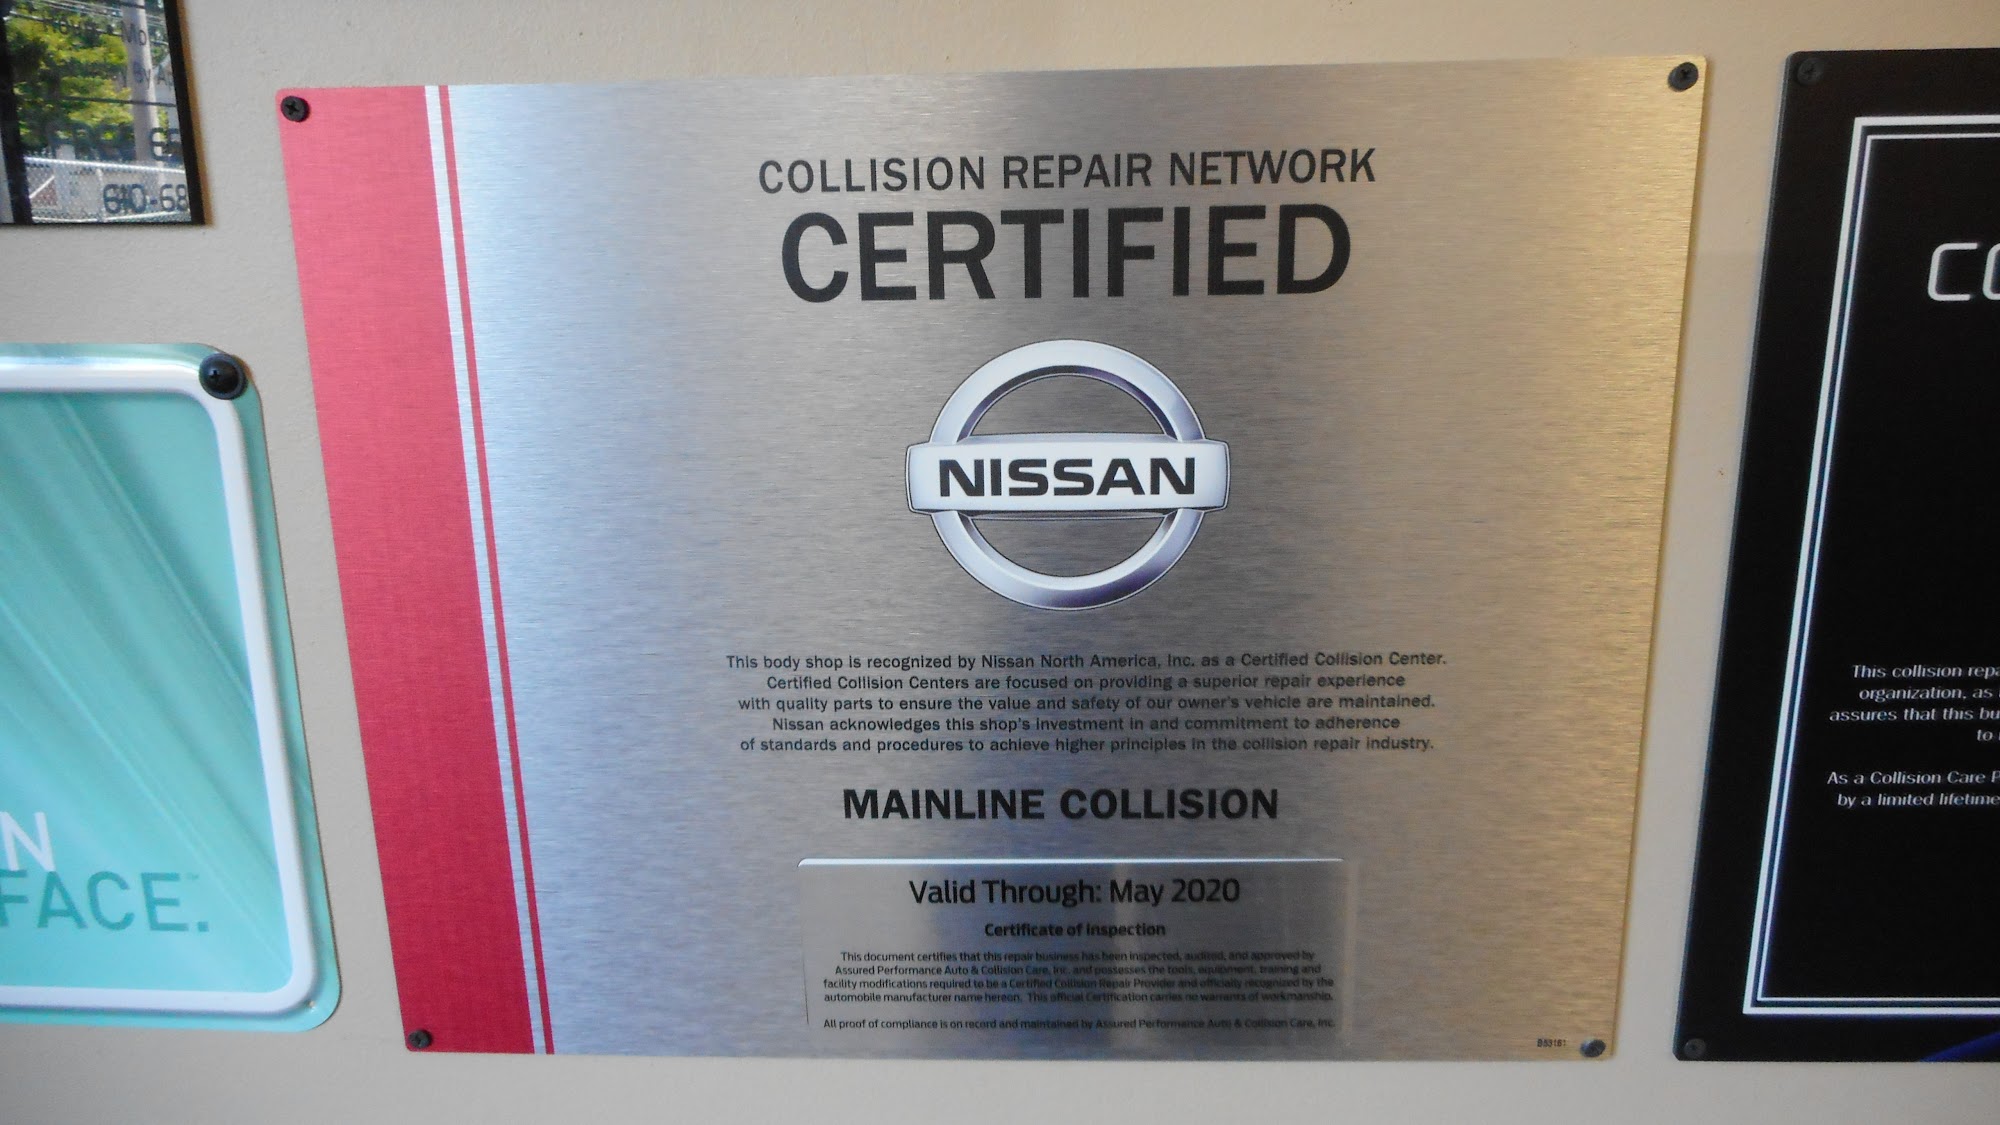 610-68
N
FACE.™
COLLISION REPAIR NETWORK
CERTIFIED
NISSAN
This body shop is recognized by Nissan North America, Inc. as a Certified Collision Center.
Certified Collision Centers are focused on providing a superior repair experience
with quality parts to ensure the value and safety of our owner's vehicle are maintained.
Nissan acknowledges this shop's investment in and commitment to adherence
of standards and procedures to achieve higher principles in the collision repair industry.
MAINLINE COLLISION
Valid Through: May 2020
Certificate of Inspection
This document certifies that this repair business has been inspected, audited, and approved by
Assured Performance Auto & Collision Care, Inc. and possesses the tools, equipment, training and
facility modifications required to be a Certified Collision Repair Provider and officially recognized by the
automobile manufacturer name hereon. This official Certification carries no warranty of workmanship.
All proof of compliance is on record and maintained by Assured Performance Auto & Collision Care, Inc.
CO
This collision repa
organization, as
assures that this bu
to
As a Collision Care P
by a limited lifetime